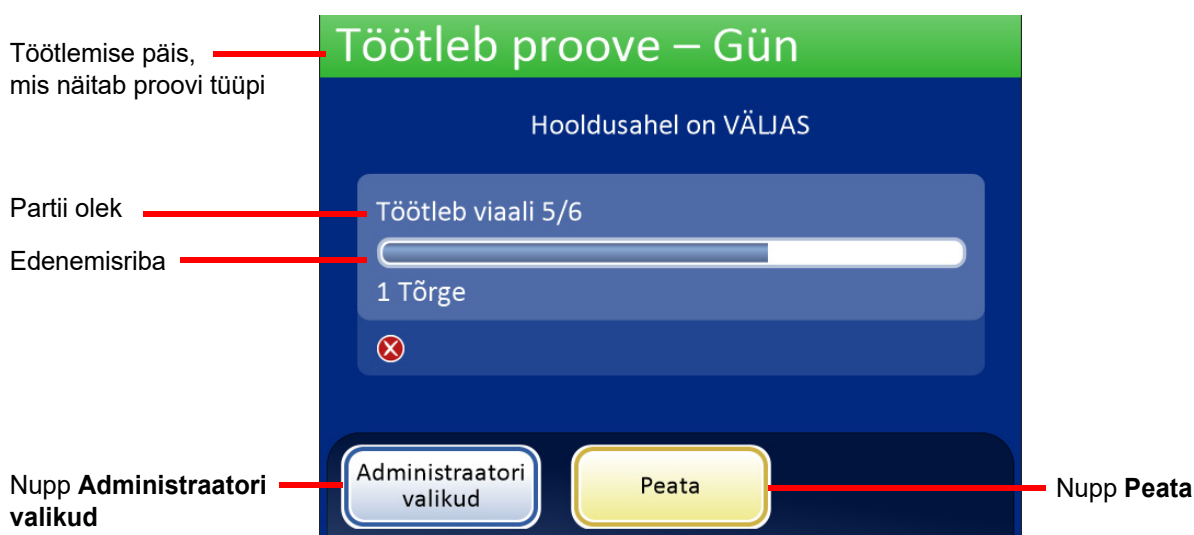 Töötlemise päis,
mis näitab proovi tüüpi
Töötleb proove – Gün
Hooldusahel on VÄLJAS
Partii olek
Töötleb viaali 5/6
Edenemisriba
1 Tõrge
Nupp Administraatori
valikud
Administraatori
valikud
Peata
Nupp Peata